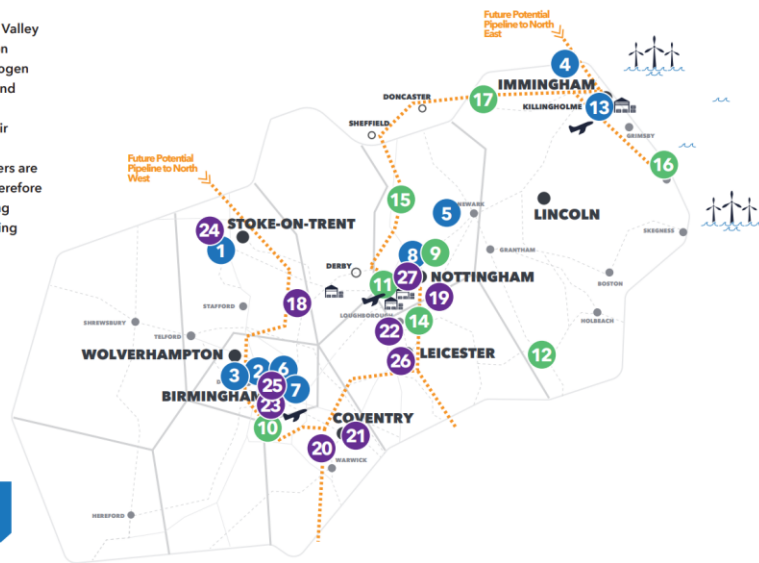 Valley
n
ogen
nd
ir
ers are
erefore
ng
ing
Future Potential
Pipeline to North
East
4
IMMINGHAM
17
DONCASTER
KILLINGHOLME
13
SHEFFIELD
GRIMSBY
Future Potential
Pipeline to North
West
16
15
5
NEWARK
LINCOLN
24
STOKE-ON-TRENT
1
SKEGNESS
8
9
GRANTHAM
DERBY
27
NOTTINGHAM
11
BOSTON
18
19
STAFFORD
LOUGHBOROUGH
14
HOLBEACH
SHREWSBURY
22
TELFORD
WOLVERHAMPTON
26
LEICESTER
12
3
2
6
25
7
BIRMINGHAM
23
10
COVENTRY
21
20
WARWICK
HEREFORD